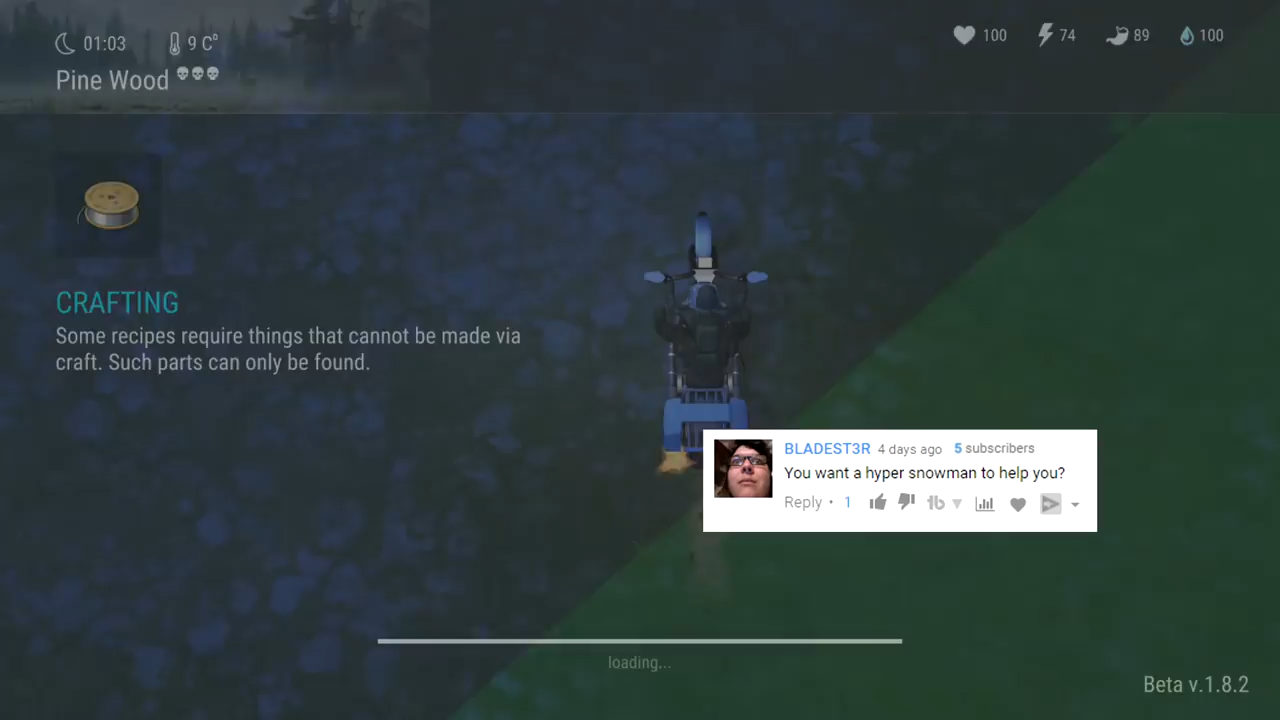 01:03 9 C°
100 74 89 100
Pine Wood
CRAFTING
Some recipes require things that cannot be made via
craft. Such parts can only be found.
BLADEST3R 4 days ago 5 subscribers
You want a hyper snowman to help you?
Reply • 1
loading...
Beta v.1.8.2